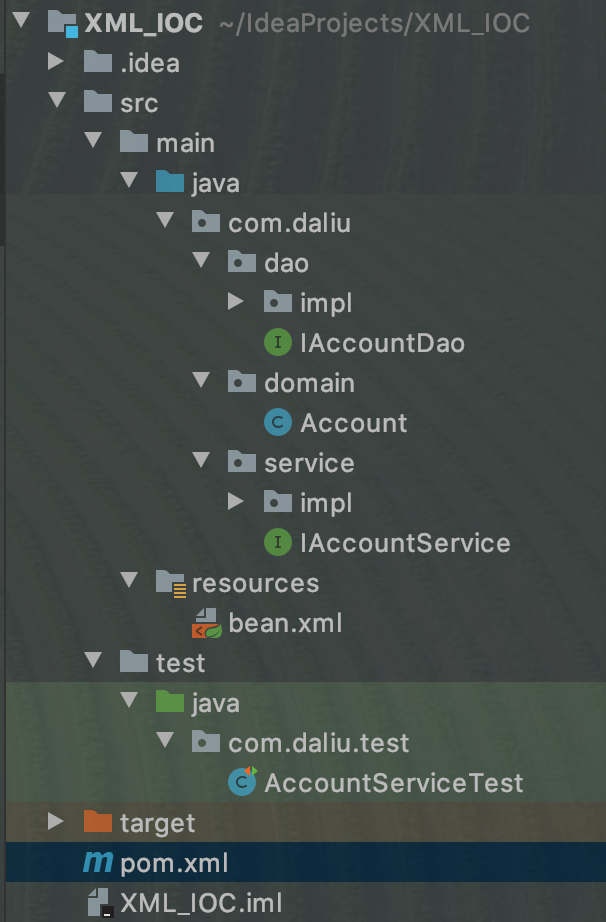 XML_IOC ~/IdeaProjects/XML_IOC
.idea
src
main
java
com.daliu
dao
impl
IAccountDao
domain
Account
service
impl
IAccountService
resources
bean.xml
test
java
com.daliu.test
AccountServiceTest
target
pom.xml
XML_IOC.iml